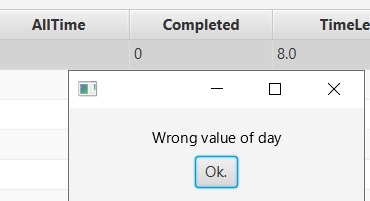 AllTime Completed TimeLe
0 8.0
Wrong value of day
Ok.